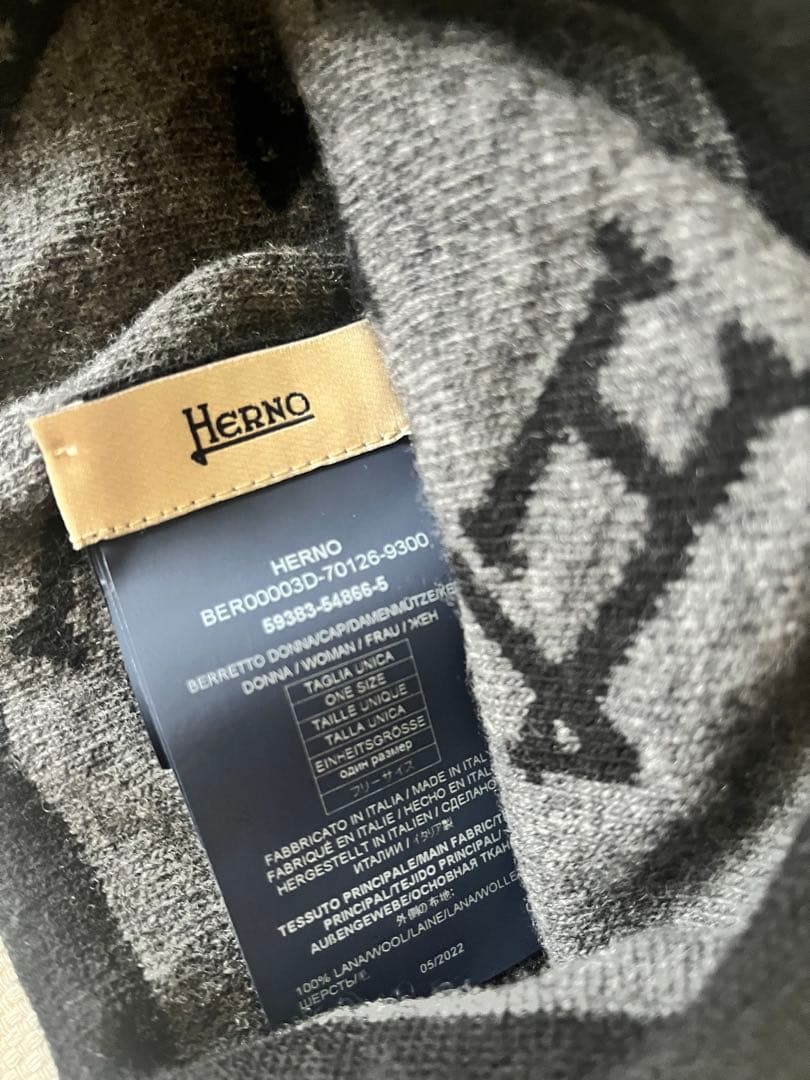 HERNO
HERNO
BER00003D-70126-9300
59383-54866-5
BERRETTO DONNA/CAP/DAMENMÜTZE/
DONNA / WOMAN / FRAU / ЖЕН
TAGLIA UNICA
ONE SIZE
TAILLE UNIQUE
TALLA UNICA
EINHEITSGRÖSSE
один размер
フリーサイズ
FABBRICATO IN ITALIA / MADE IN ITAL
FABRIQUÉ EN ITALIE / HECHO EN ITAL
HERGESTELLT IN ITALIEN / СДЕЛАНО
ИТАЛИИ / イタリア製
TESSUTO PRINCIPALE/MAIN FABRIC/
PRINCIPAL/TEJIDO PRINCIPAL/
AUßENGEWEBE/ОСНОВНАЯ ТКАН
外側の布地:
100% LANA/WOOL/LAINE/LANA/WOLLE
ШЕРСТЬ/毛
05/2022